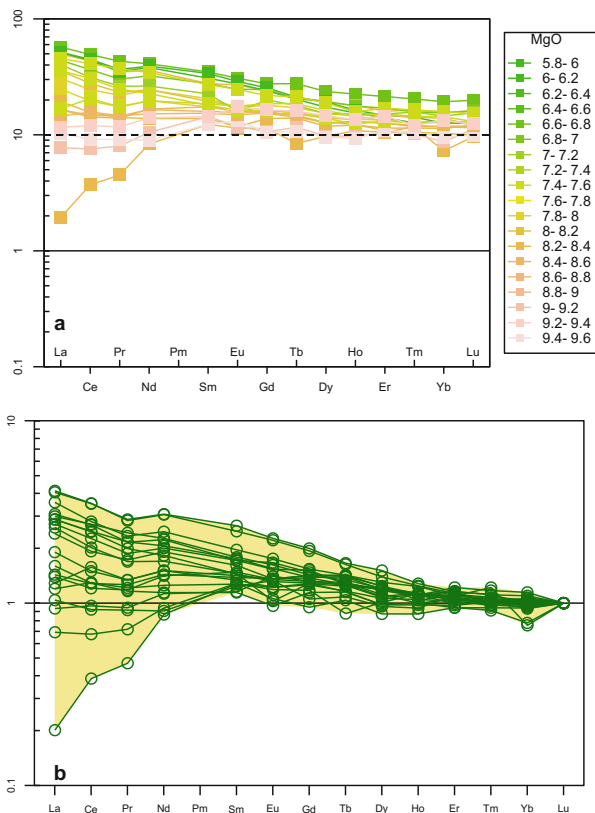 100
10
1
0.1
a
La
Pr
Pm
Eu
Tb
Ho
Tm
Lu
Ce
Nd
Sm
Gd
Dy
Er
Yb
MgO
5.8- 6
6- 6.2
6.2- 6.4
6.4- 6.6
6.6- 6.8
6.8- 7
7- 7.2
7.2- 7.4
7.4- 7.6
7.6- 7.8
7.8- 8
8- 8.2
8.2- 8.4
8.4- 8.6
8.6- 8.8
8.8- 9
9- 9.2
9.2- 9.4
9.4- 9.6
10
1
0.1
b
La Ce Pr Nd Pm Sm Eu Gd Tb Dy Ho Er Tm Yb Lu